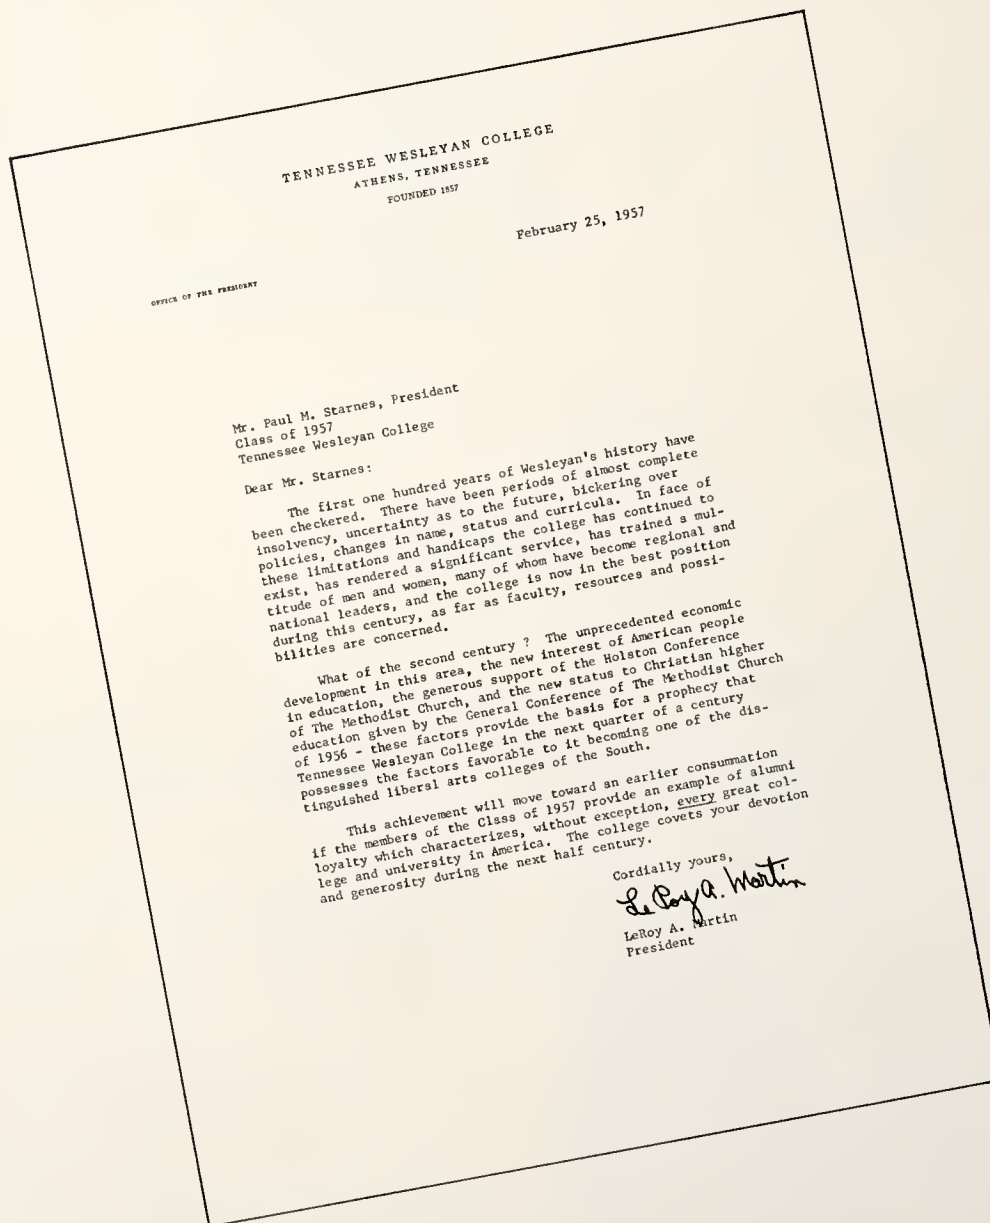 TENNESSEE WESLEYAN COLLEGE
ATHENS, TENNESSEE
FOUNDED 1857
February 25, 1957
OFFICE OF THE PRESIDENT
Mr. Paul M. Starnes, President
Class of 1957
Tennessee Wesleyan College
Dear Mr. Starnes:
The first one hundred years of Wesleyan's history have
been checkered. There have been periods of almost complete
insolvency, uncertainty as to the future, bickering over
policies, changes in name, status and curricula. In face of
these limitations and handicaps the college has continued to
exist, has rendered a significant service, has trained a mul-
titude of men and women, many of whom have become regional and
national leaders, and the college is now in the best position
during this century, as far as faculty, resources and possi-
bilities are concerned.
What of the second century ? The unprecedented economic
development in this area, the new interest of American people
in education, the generous support of the Holston Conference
of The Methodist Church, and the new status to Christian higher
education given by the General Conference of The Methodist Church
of 1956 - these factors provide the basis for a prophecy that
Tennessee Wesleyan College in the next quarter of a century
possesses the factors favorable to it becoming one of the dis-
tinguished liberal arts colleges of the South.
This achievement will move toward an earlier consummation
if the members of the Class of 1957 provide an example of alumni
loyalty which characterizes, without exception, every great col-
lege and university in America. The college covets your devotion
and generosity during the next half century.
Cordially yours,
Le Roy A. Martin
LeRoy A. Martin
President